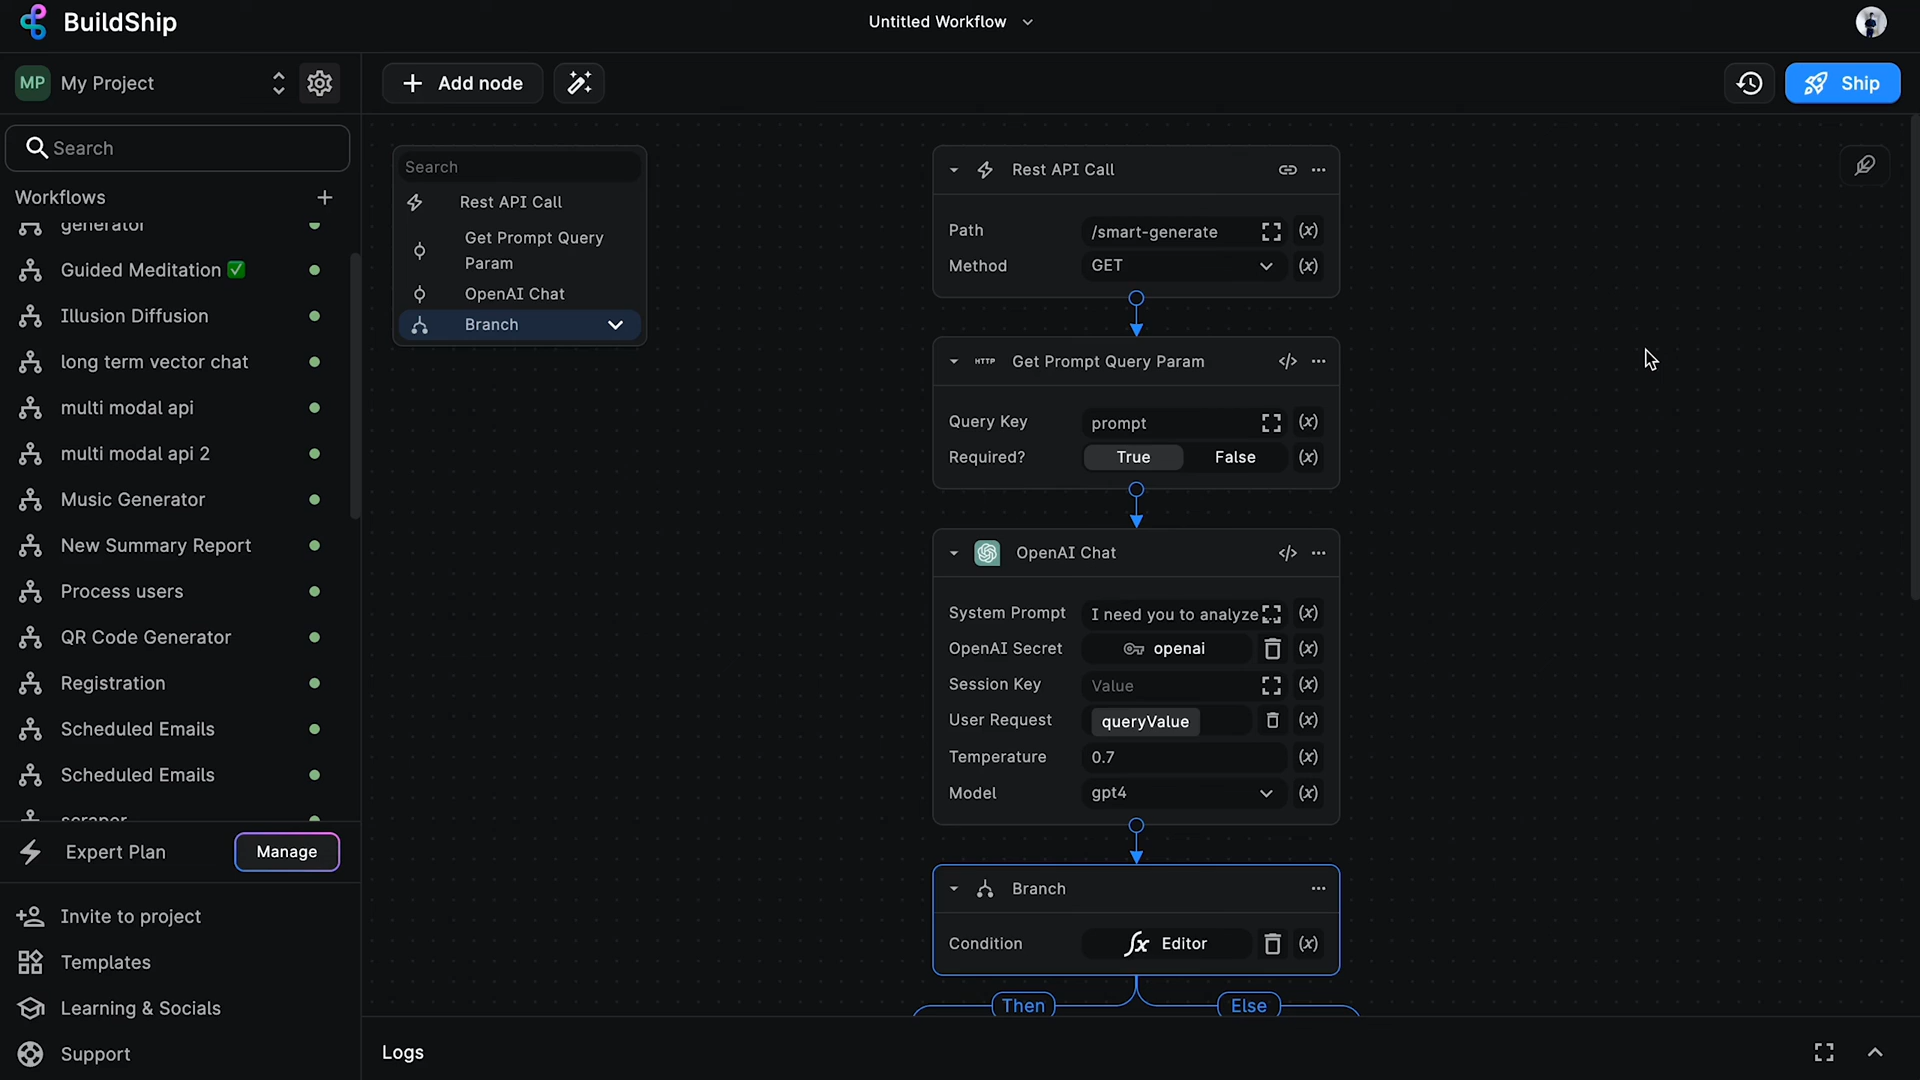 BuildShip
Untitled Workflow
MP My Project
Add node
Ship
Search
Workflows
generator
Guided Meditation ✅
Illusion Diffusion
long term vector chat
multi modal api
multi modal api 2
Music Generator
New Summary Report
Process users
QR Code Generator
Registration
Scheduled Emails
Scheduled Emails
scraper
Expert Plan
Manage
Invite to project
Templates
Learning & Socials
Support
Search
Rest API Call
Get Prompt Query
Param
OpenAI Chat
Branch
Rest API Call
Path /smart-generate (x)
Method GET (x)
HTTP Get Prompt Query Param </>
Query Key prompt (x)
Required? True False (x)
OpenAI Chat </>
System Prompt I need you to analyze (x)
OpenAI Secret openai (x)
Session Key Value (x)
User Request queryValue (x)
Temperature 0.7 (x)
Model gpt4 (x)
Branch
Condition fx Editor (x)
Then Else
Logs